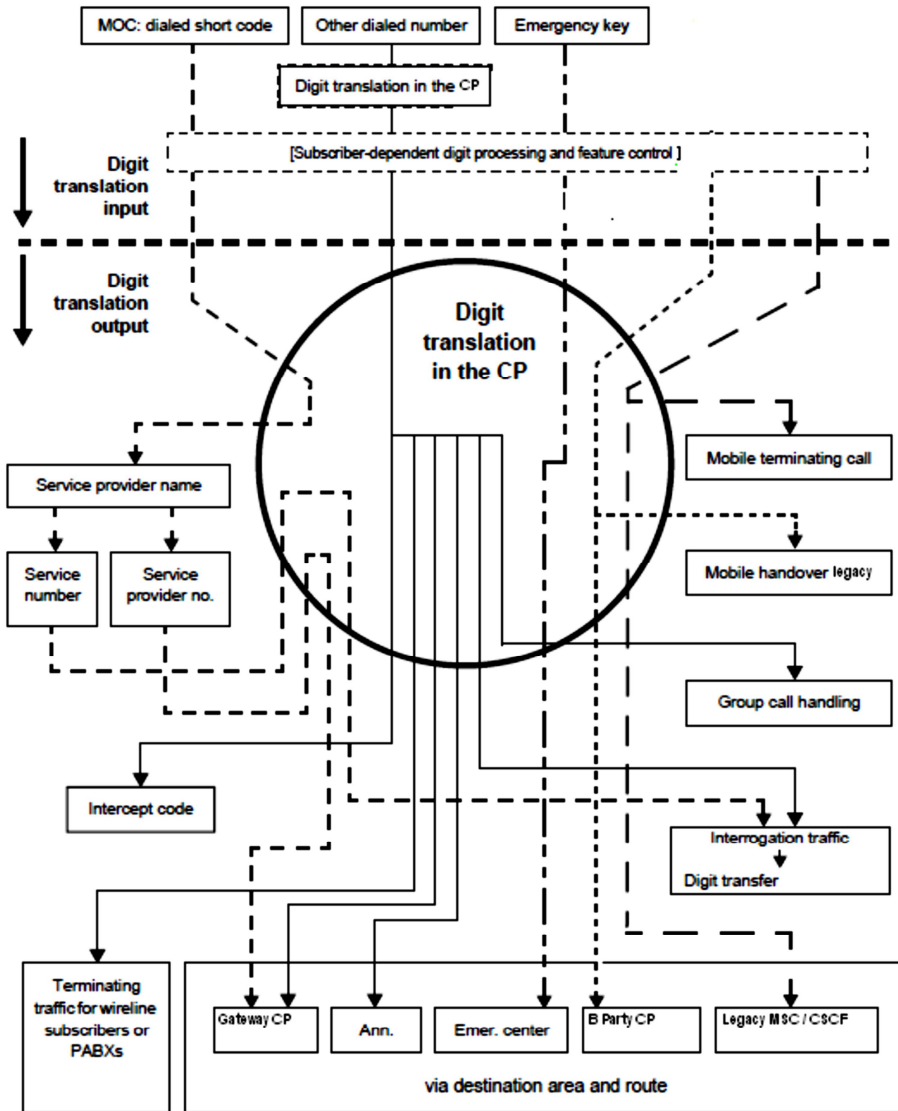 MOC: dialed short code
Other dialed number
Emergency key
Digit translation in the CP
[Subscriber-dependent digit processing and feature control ]
Digit
translation
input
Digit
translation
output
Digit
translation
in the CP
Mobile terminating call
Service provider name
Service
number
Service
provider no.
Mobile handover legacy
Group call handling
Intercept code
Interrogation traffic
Digit transfer
Terminating
traffic for wireline
subscribers or
PABXs
Gateway CP
Ann.
Emer. center
B Party CP
Legacy MSC / CSCF
via destination area and route